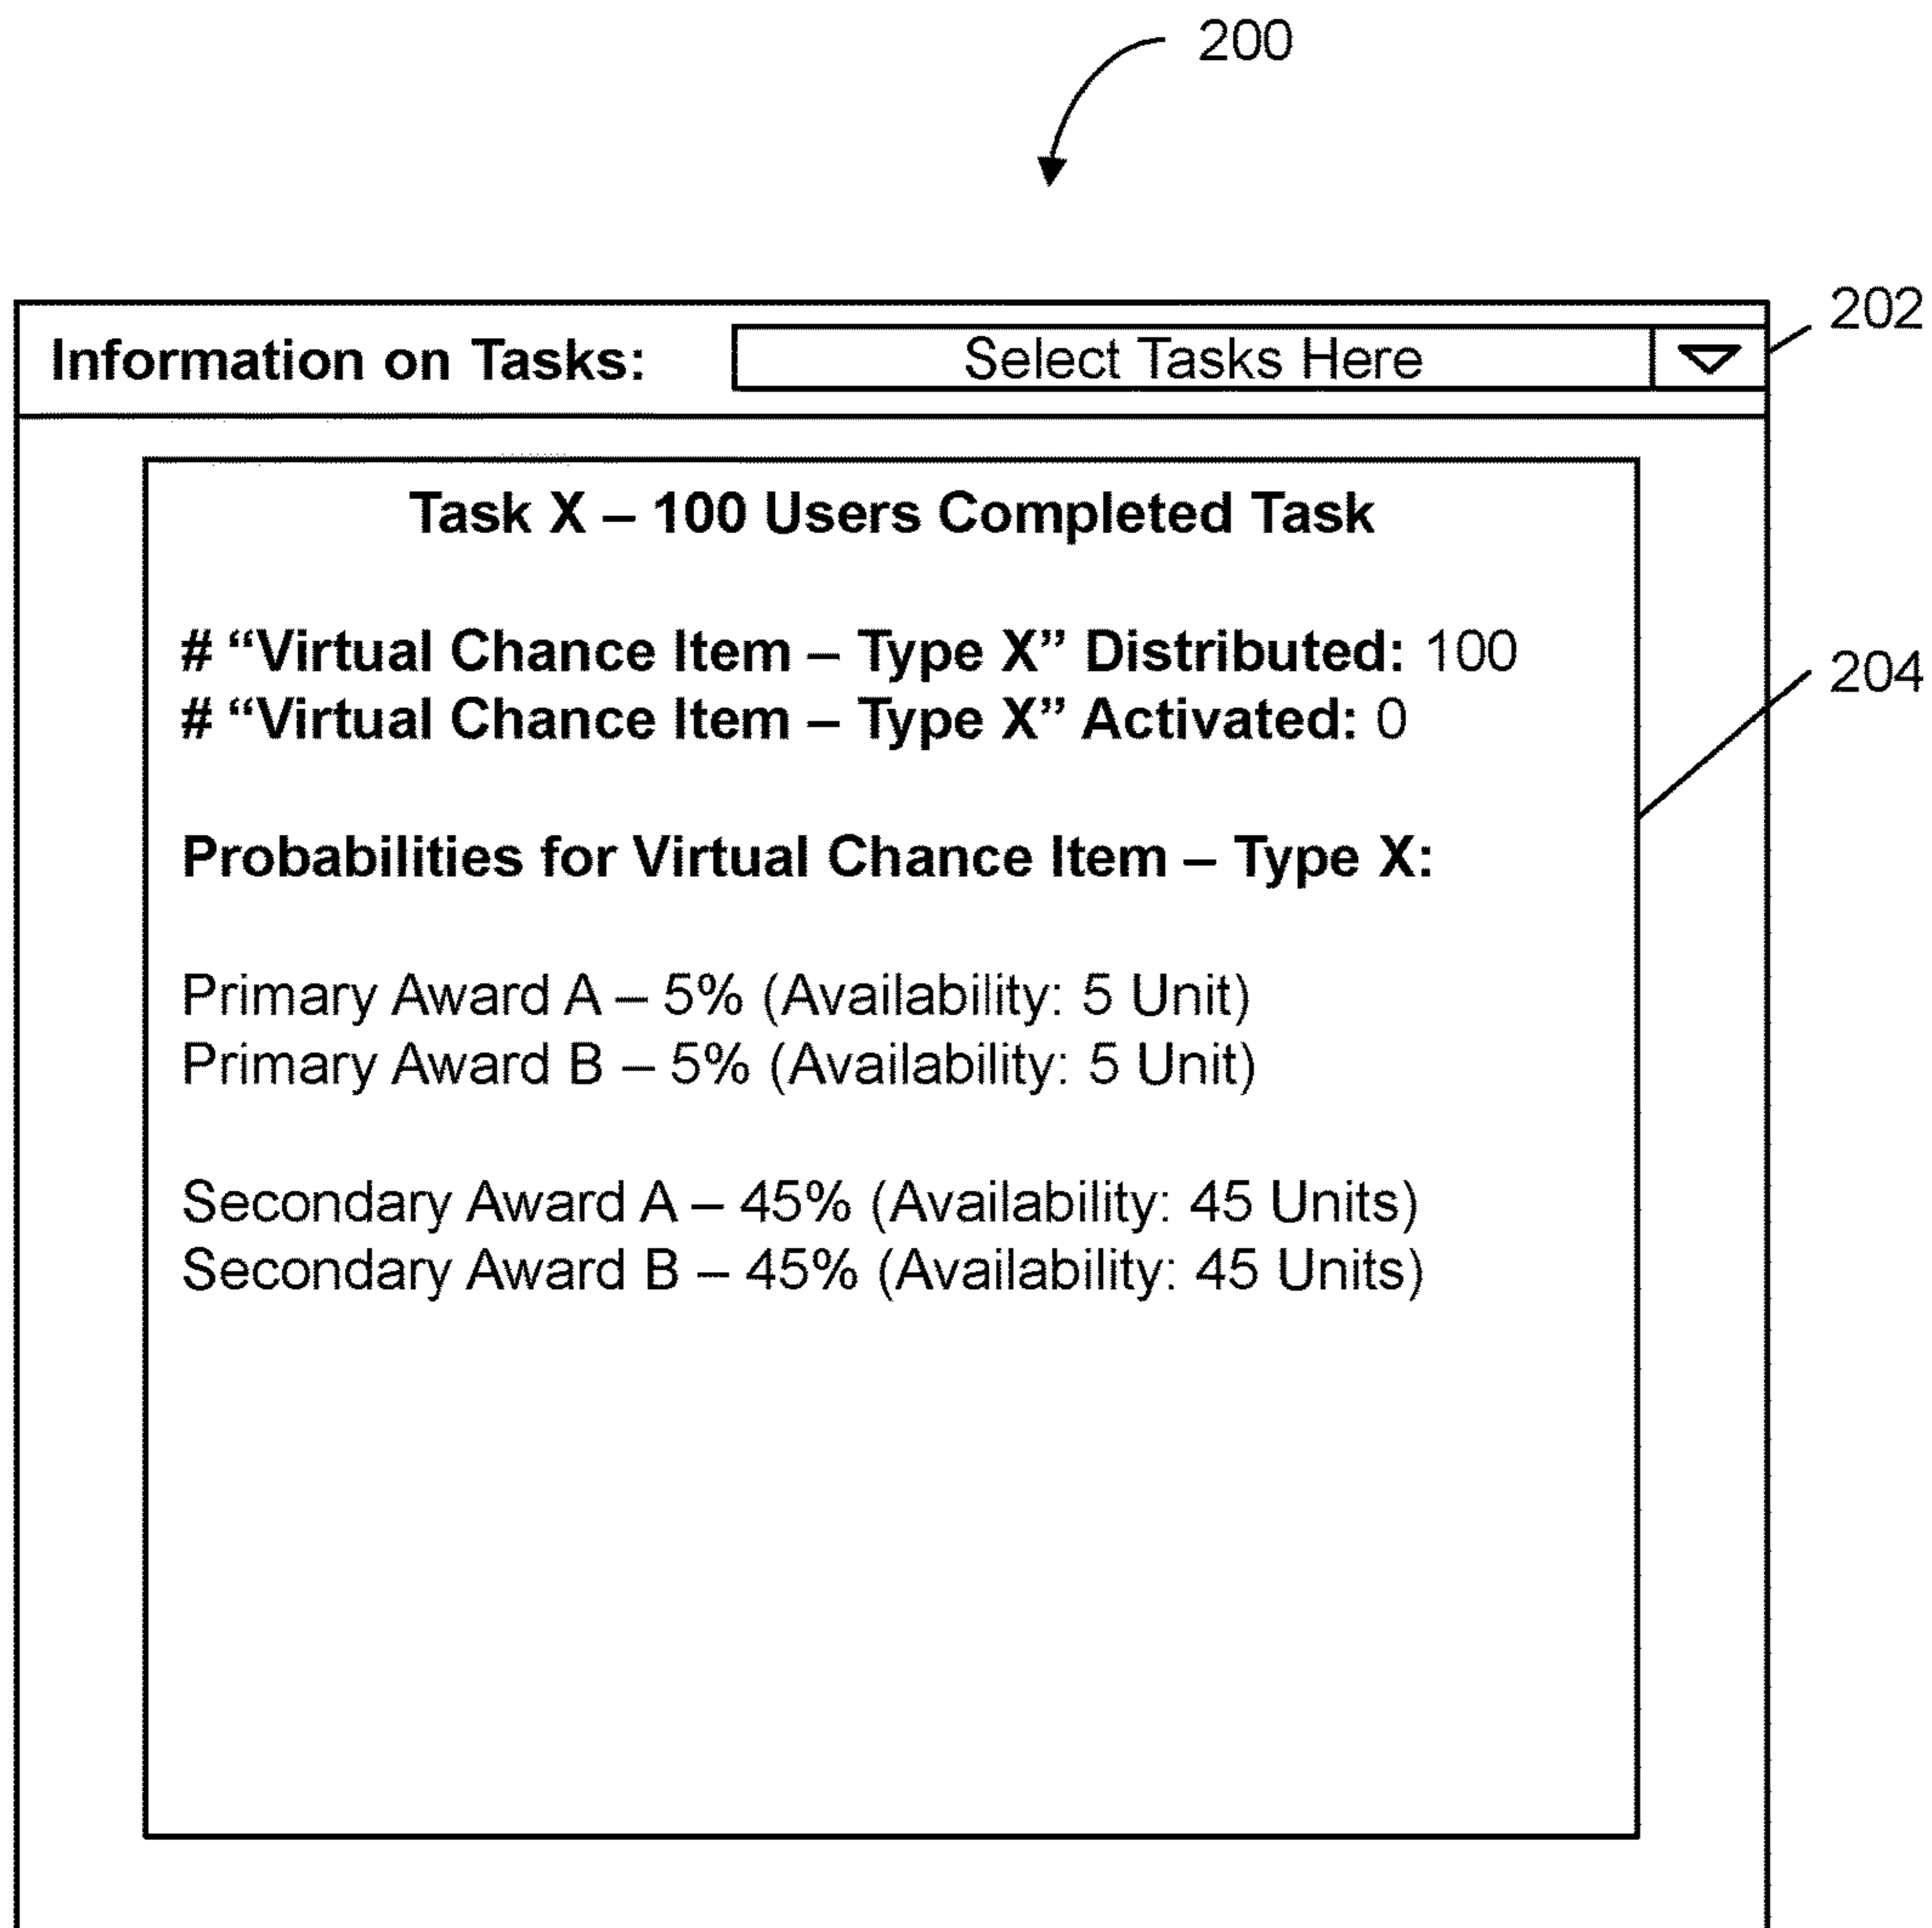 200
202
Information on Tasks: Select Tasks Here
Task X – 100 Users Completed Task
# “Virtual Chance Item – Type X” Distributed: 100
204
# “Virtual Chance Item – Type X” Activated: 0
Probabilities for Virtual Chance Item – Type X:
Primary Award A – 5% (Availability: 5 Unit)
Primary Award B – 5% (Availability: 5 Unit)
Secondary Award A – 45% (Availability: 45 Units)
Secondary Award B – 45% (Availability: 45 Units)